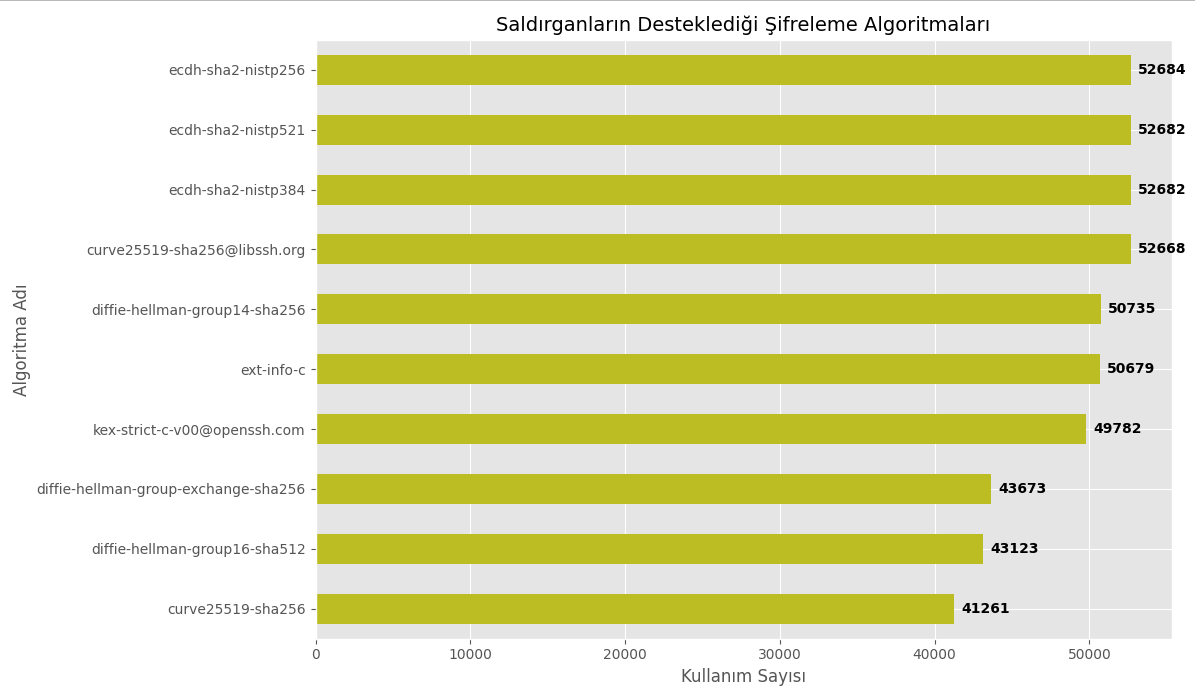 Saldırganların Desteklediği Şifreleme Algoritmaları
Algoritma Adı
ecdh-sha2-nistp256 52684
ecdh-sha2-nistp521 52682
ecdh-sha2-nistp384 52682
curve25519-sha256@libssh.org 52668
diffie-hellman-group14-sha256 50735
ext-info-c 50679
kex-strict-c-v00@openssh.com 49782
diffie-hellman-group-exchange-sha256 43673
diffie-hellman-group16-sha512 43123
curve25519-sha256 41261
0 10000 20000 30000 40000 50000
Kullanım Sayısı